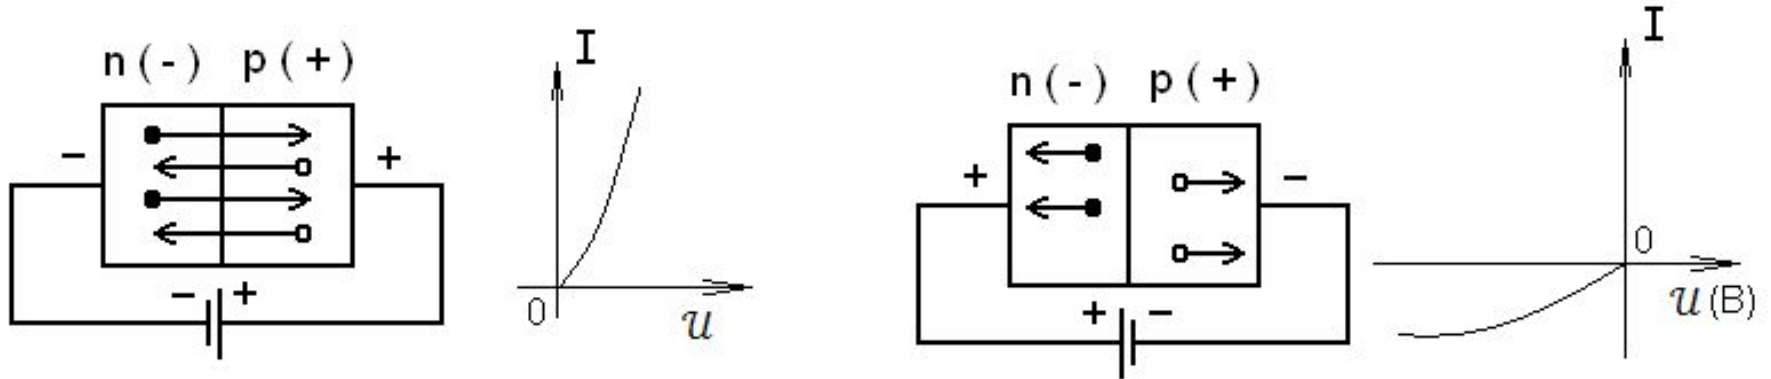 n(-) p(+)
I
- +
- +
0
u
n(-) p(+)
I
+ -
0
+ -
u(B)